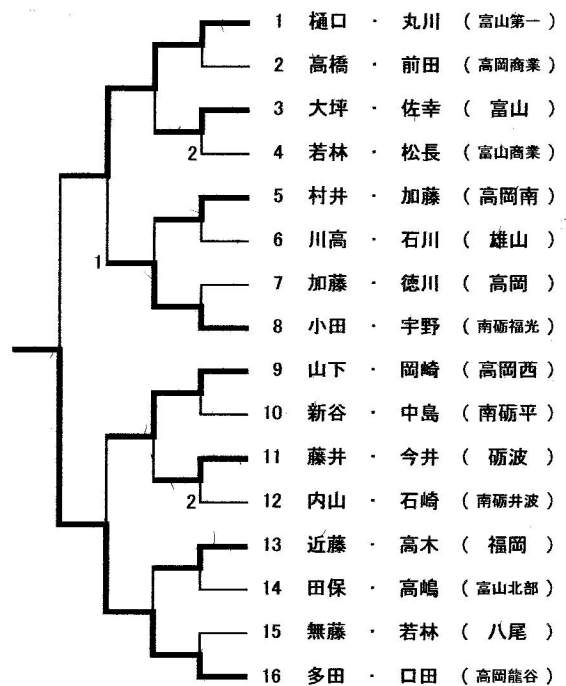 1 樋口 ・ 丸川 （富山第一）
2 高橋 ・ 前田 （高岡商業）
3 大坪 ・ 佐幸 （富山）
2
4 若林 ・ 松長 （富山商業）
5 村井 ・ 加藤 （高岡南）
6 川高 ・ 石川 （雄山）
1
7 加藤 ・ 徳川 （高岡）
8 小田 ・ 宇野 （南砺福光）
9 山下 ・ 岡崎 （高岡西）
10 新谷 ・ 中島 （南砺平）
11 藤井 ・ 今井 （砺波）
2
12 内山 ・ 石崎 （南砺井波）
13 近藤 ・ 高木 （福岡）
14 田保 ・ 高嶋 （富山北部）
15 無藤 ・ 若林 （八尾）
16 多田 ・ 口田 （高岡龍谷）